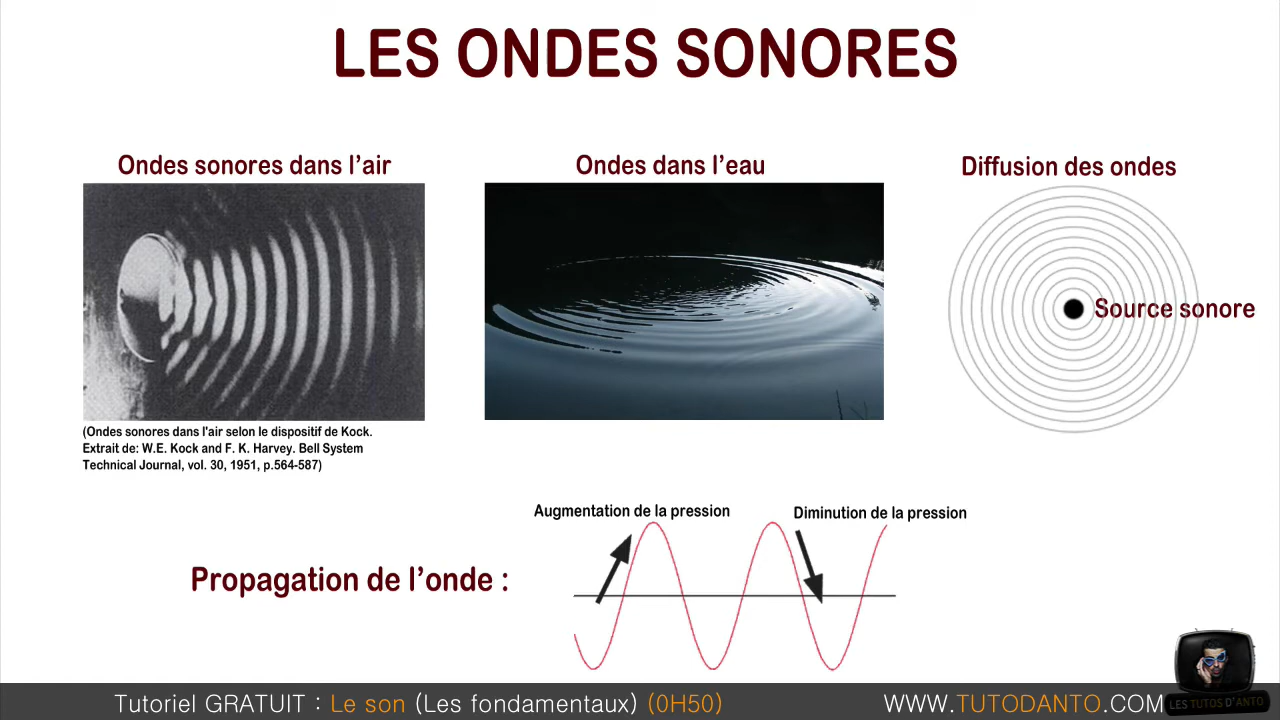 LES ONDES SONORES
Ondes sonores dans l'air
Ondes dans l'eau
Diffusion des ondes
Source sonore
(Ondes sonores dans l'air selon le dispositif de Kock.
Extrait de: W.E. Kock and F. K. Harvey. Bell System
Technical Journal, vol. 30, 1951, p.564-587)
Augmentation de la pression
Diminution de la pression
Propagation de l'onde :
Tutoriel GRATUIT : Le son (Les fondamentaux) (0H50)
WWW.TUTODANTO.COM
LES TUTOS D'ANTO